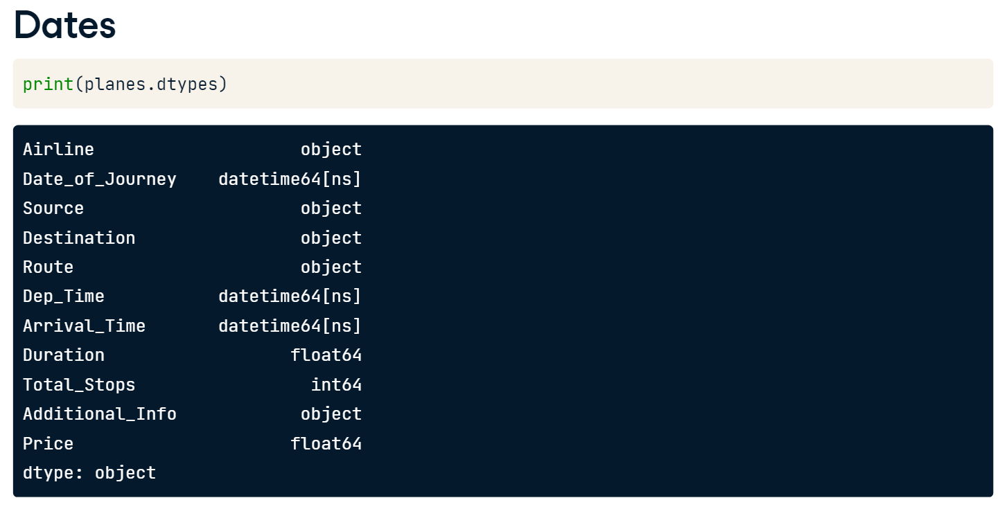 Dates
print(planes.dtypes)
Airline                    object
Date_of_Journey    datetime64[ns]
Source                     object
Destination                object
Route                      object
Dep_Time           datetime64[ns]
Arrival_Time       datetime64[ns]
Duration                  float64
Total_Stops                 int64
Additional_Info            object
Price                     float64
dtype: object